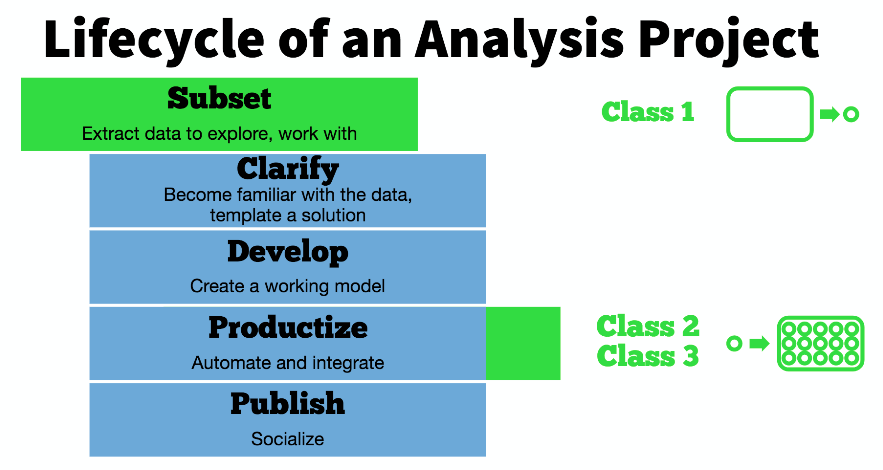 Lifecycle of an Analysis Project
Subset
Extract data to explore, work with
Class 1
Clarify
Become familiar with the data,
template a solution
Develop
Create a working model
Productize
Automate and integrate
Class 2
Class 3
Publish
Socialize